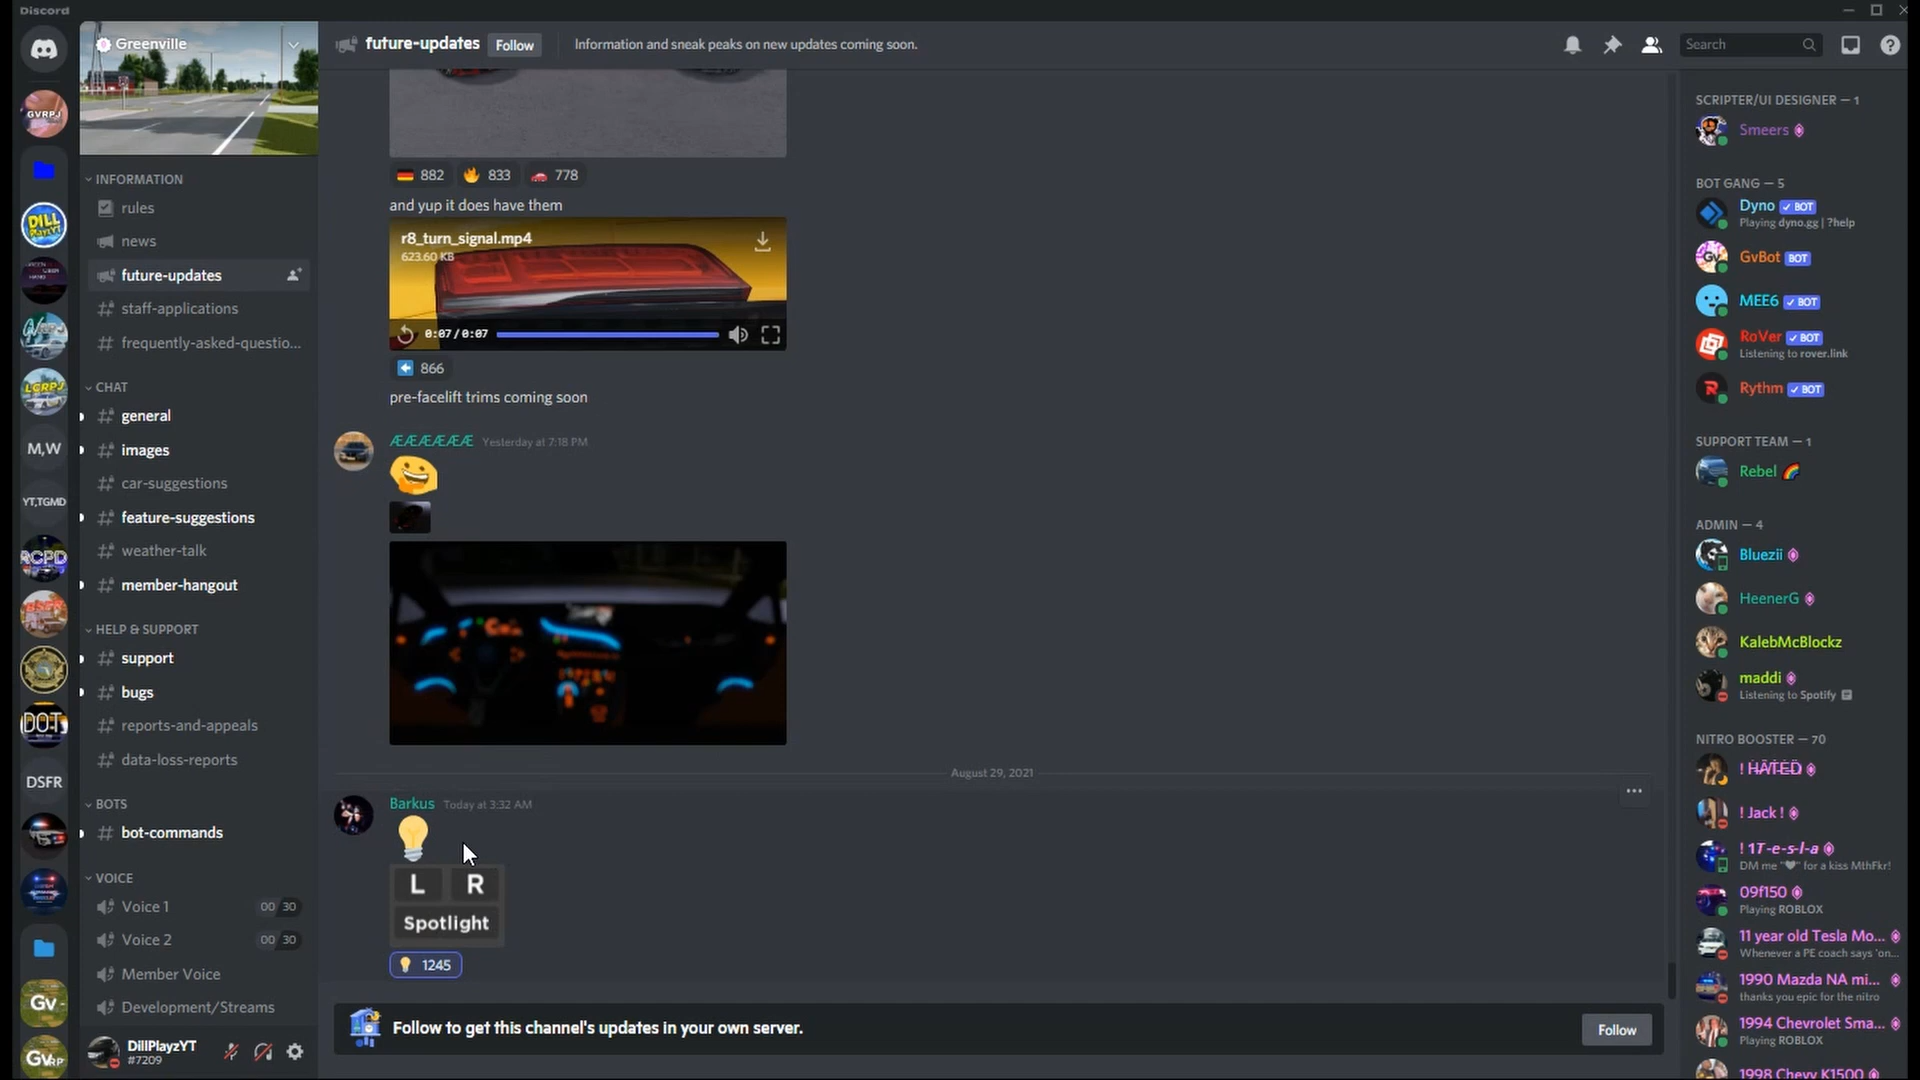 Discord
Greenville
GVRPJ
DILL
LCRPJ
M,W
YT,TGMD
RCPD
DOT
DSFR
Gv
GvRP
INFORMATION
rules
news
future-updates
staff-applications
frequently-asked-questio...
CHAT
general
images
car-suggestions
feature-suggestions
weather-talk
member-hangout
HELP & SUPPORT
support
bugs
reports-and-appeals
data-loss-reports
BOTS
bot-commands
VOICE
Voice 1 00 30
Voice 2 00 30
Member Voice
Development/Streams
DillPlayzYT
#7209
future-updates Follow Information and sneak peaks on new updates coming soon.
Search
882 833 778
and yup it does have them
r8_turn_signal.mp4
623.60 KB
0:07/0:07
866
pre-facelift trims coming soon
ÆÆÆÆÆÆ Yesterday at 7:18 PM
August 29, 2021
Barkus Today at 3:32 AM
L R
Spotlight
1245
Follow to get this channel's updates in your own server. Follow
SCRIPTER/UI DESIGNER — 1
Smeers
BOT GANG — 5
Dyno BOT
Playing dyno.gg | ?help
GvBot BOT
MEE6 BOT
RoVer BOT
Listening to rover.link
Rythm BOT
SUPPORT TEAM — 1
Rebel
ADMIN — 4
Bluezii
HeenerG
KalebMcBlockz
maddi
Listening to Spotify
NITRO BOOSTER — 70
! HATED
! Jack !
! 1T-e-s-l-a
DM me "🖤" for a kiss MthFkr!
09f150
Playing ROBLOX
11 year old Tesla Mo...
Whenever a PE coach says 'on...
1990 Mazda NA mi...
thanks you epic for the nitro
1994 Chevrolet Sma...
Playing ROBLOX
1998 Chevy K1500